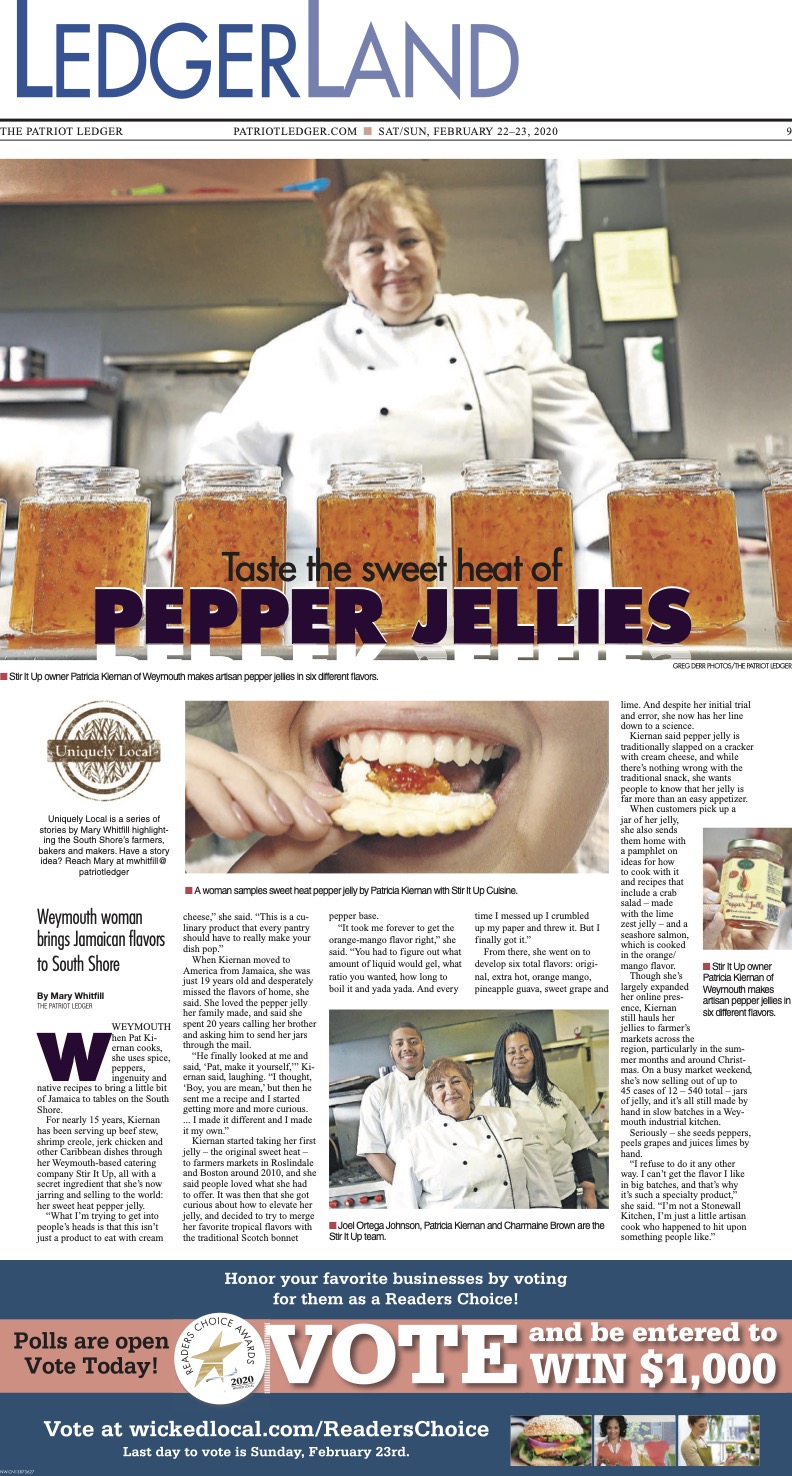 LEDGERLAND
THE PATRIOT LEDGER
PATRIOTLEDGER.COM ■ SAT/SUN, FEBRUARY 22–23, 2020
9
Taste the sweet heat of
PEPPER JELLIES
GREG DERR PHOTOS/THE PATRIOT LEDGER
■ Stir It Up owner Patricia Kiernan of Weymouth makes artisan pepper jellies in six different flavors.
Uniquely Local
Uniquely Local is a series of
stories by Mary Whitfill highlight-
ing the South Shore's farmers,
bakers and makers. Have a story
idea? Reach Mary at mwhitfill@
patriotledger
■ A woman samples sweet heat pepper jelly by Patricia Kiernan with Stir It Up Cuisine.
Weymouth woman
brings Jamaican flavors
to South Shore
By Mary Whitfill
THE PATRIOT LEDGER
WEYMOUTH
When Pat Ki-
ernan cooks,
she uses spice,
peppers,
ingenuity and
native recipes to bring a little bit
of Jamaica to tables on the South
Shore.
For nearly 15 years, Kiernan
has been serving up beef stew,
shrimp creole, jerk chicken and
other Caribbean dishes through
her Weymouth-based catering
company Stir It Up, all with a
secret ingredient that she's now
jarring and selling to the world:
her sweet heat pepper jelly.
“What I'm trying to get into
people's heads is that this isn't
just a product to eat with cream
cheese,” she said. “This is a cu-
linary product that every pantry
should have to really make your
dish pop.”
When Kiernan moved to
America from Jamaica, she was
just 19 years old and desperately
missed the flavors of home, she
said. She loved the pepper jelly
her family made, and said she
spent 20 years calling her brother
and asking him to send her jars
through the mail.
“He finally looked at me and
said, ‘Pat, make it yourself,’” Ki-
ernan said, laughing. “I thought,
‘Boy, you are mean,’ but then he
sent me a recipe and I started
getting more and more curious.
... I made it different and I made
it my own.”
Kiernan started taking her first
jelly – the original sweet heat –
to farmers markets in Roslindale
and Boston around 2010, and she
said people loved what she had
to offer. It was then that she got
curious about how to elevate her
jelly, and decided to try to merge
her favorite tropical flavors with
the traditional Scotch bonnet
pepper base.
“It took me forever to get the
orange-mango flavor right,” she
said. “You had to figure out what
amount of liquid would gel, what
ratio you wanted, how long to
boil it and yada yada. And every
time I messed up I crumbled
up my paper and threw it. But I
finally got it.”
From there, she went on to
develop six total flavors: origi-
nal, extra hot, orange mango,
pineapple guava, sweet grape and
■ Joel Ortega Johnson, Patricia Kiernan and Charmaine Brown are the
Stir It Up team.
lime. And despite her initial trial
and error, she now has her line
down to a science.
Kiernan said pepper jelly is
traditionally slapped on a cracker
with cream cheese, and while
there's nothing wrong with the
traditional snack, she wants
people to know that her jelly is
far more than an easy appetizer.
When customers pick up a
jar of her jelly,
she also sends
them home with
a pamphlet on
ideas for how
to cook with it
and recipes that
include a crab
salad – made
with the lime
zest jelly – and a
seashore salmon,
which is cooked
in the orange/
mango flavor.
Though she's
largely expanded
her online pres-
ence, Kiernan
still hauls her
jellies to farmer's
markets across the
region, particularly in the sum-
mer months and around Christ-
mas. On a busy market weekend,
she's now selling out of up to
45 cases of 12 – 540 total – jars
of jelly, and it's all still made by
hand in slow batches in a Wey-
mouth industrial kitchen.
Seriously – she seeds peppers,
peels grapes and juices limes by
hand.
“I refuse to do it any other
way. I can't get the flavor I like
in big batches, and that's why
it's such a specialty product,”
she said. “I'm not a Stonewall
Kitchen, I'm just a little artisan
cook who happened to hit upon
something people like.”
Sweet Heat
Pepper Jelly
■ Stir It Up owner
Patricia Kiernan of
Weymouth makes
artisan pepper jellies in
six different flavors.
Honor your favorite businesses by voting
for them as a Readers Choice!
Polls are open
Vote Today!
READERS CHOICE AWARDS
2020
VOTE
and be entered to
WIN $1,000
Vote at wickedlocal.com/ReadersChoice
Last day to vote is Sunday, February 23rd.